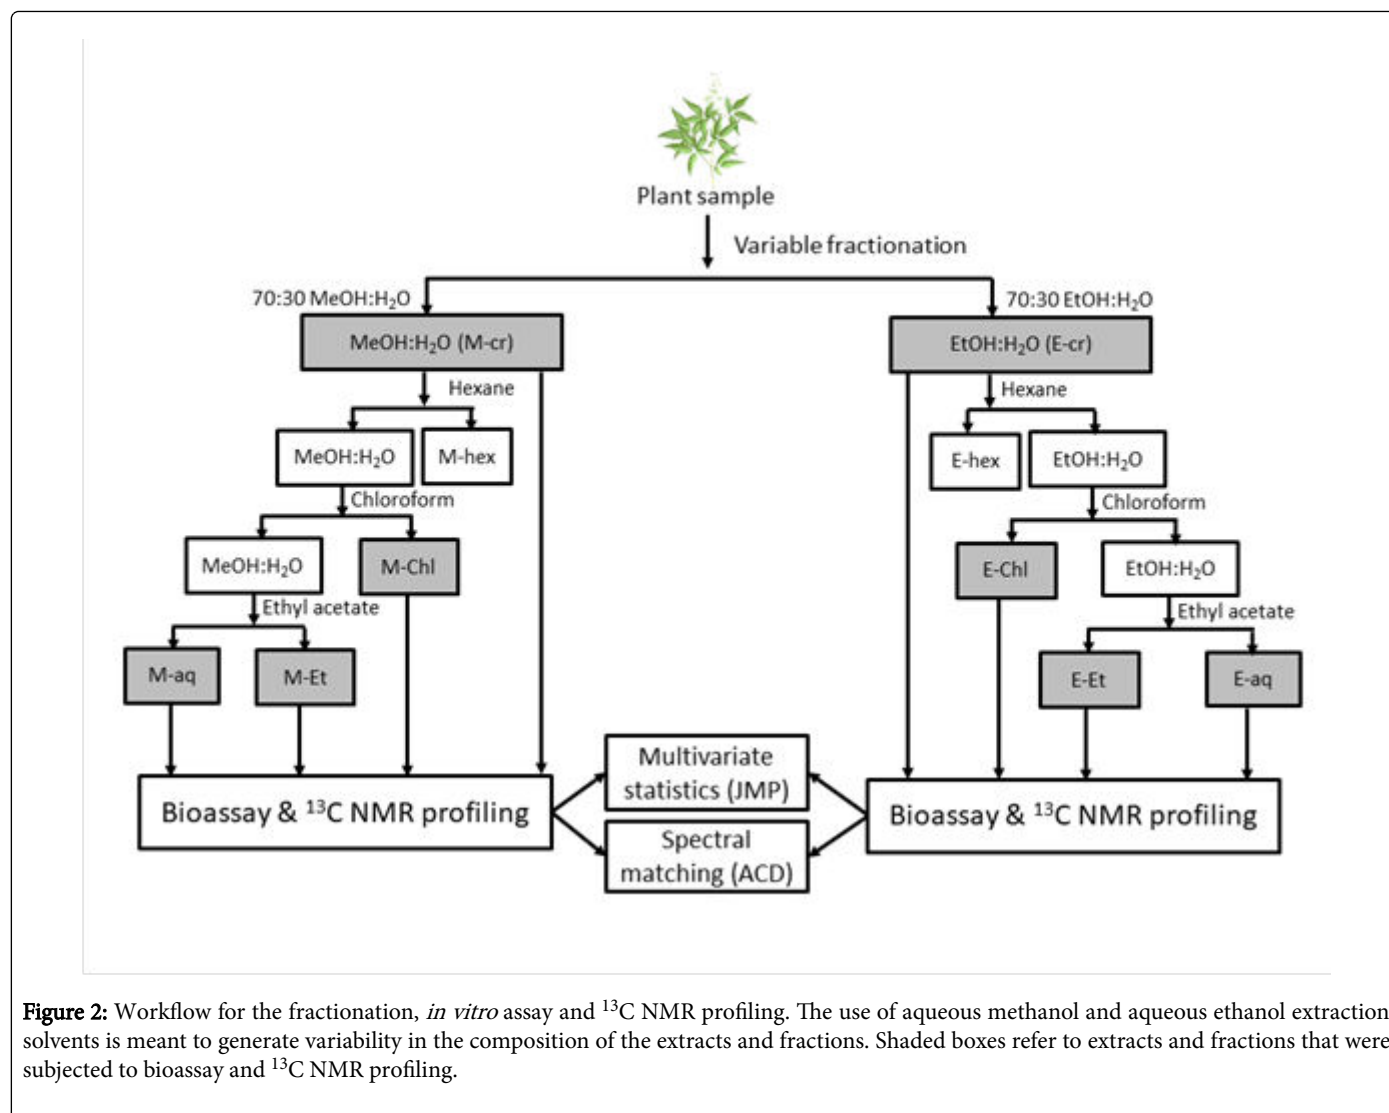 Plant sample
Variable fractionation
70:30 MeOH:H₂O
70:30 EtOH:H₂O
MeOH:H₂O (M-cr)
EtOH:H₂O (E-cr)
Hexane
Hexane
MeOH:H₂O
M-hex
E-hex
EtOH:H₂O
Chloroform
Chloroform
MeOH:H₂O
M-Chl
E-Chl
EtOH:H₂O
Ethyl acetate
Ethyl acetate
M-aq
M-Et
E-Et
E-aq
Bioassay & ¹³C NMR profiling
Multivariate
statistics (JMP)
Spectral
matching (ACD)
Bioassay & ¹³C NMR profiling
Figure 2: Workflow for the fractionation, in vitro assay and ¹³C NMR profiling. The use of aqueous methanol and aqueous ethanol extraction
solvents is meant to generate variability in the composition of the extracts and fractions. Shaded boxes refer to extracts and fractions that were
subjected to bioassay and ¹³C NMR profiling.